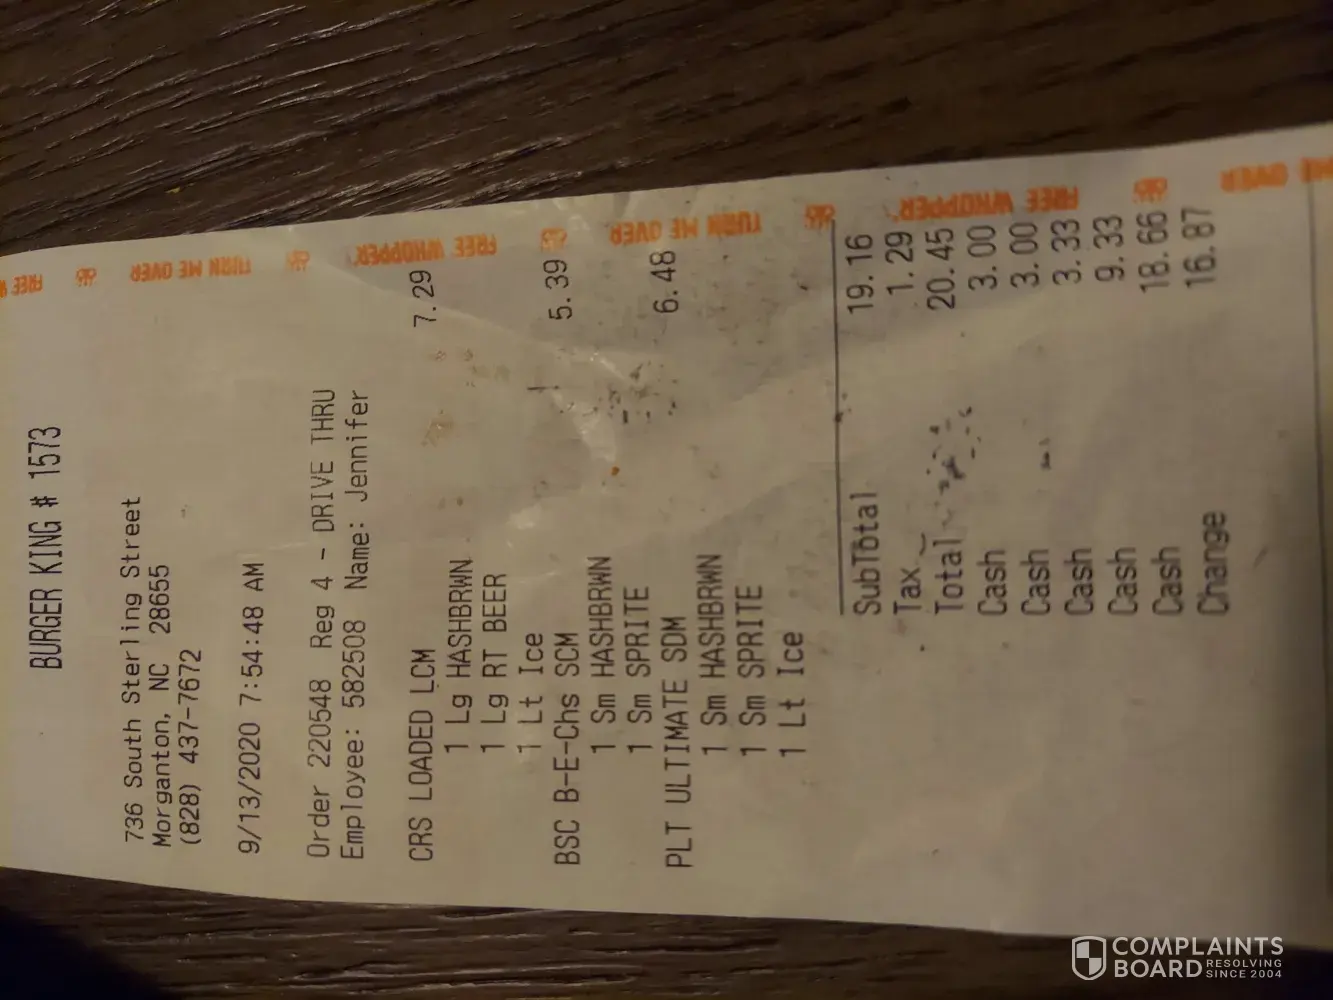 BURGER KING # 1573
736 South Sterling Street
Morganton, NC 28655
(828) 437-7672
9/13/2020 7:54:48 AM
Order 220548 Reg 4 - DRIVE THRU
Employee: 582508 Name: Jennifer
CRS LOADED LCM 7.29
1 Lg HASHBRWN
1 Lg RT BEER
1 Lt Ice
BSC B-E-Chs SCM 5.39
1 Sm HASHBRWN
1 Sm SPRITE
PLT ULTIMATE SDM 6.48
1 Sm HASHBRWN
1 Sm SPRITE
1 Lt Ice
SubTotal 19.16
Tax 1.29
Total 20.45
Cash 3.00
Cash 3.00
Cash 3.33
Cash 9.33
Cash 18.66
Change 16.87
TURN ME OVER FREE WHOPPER TURN ME OVER FREE WHOPPER
COMPLAINTS
BOARD RESOLVING
SINCE 2004